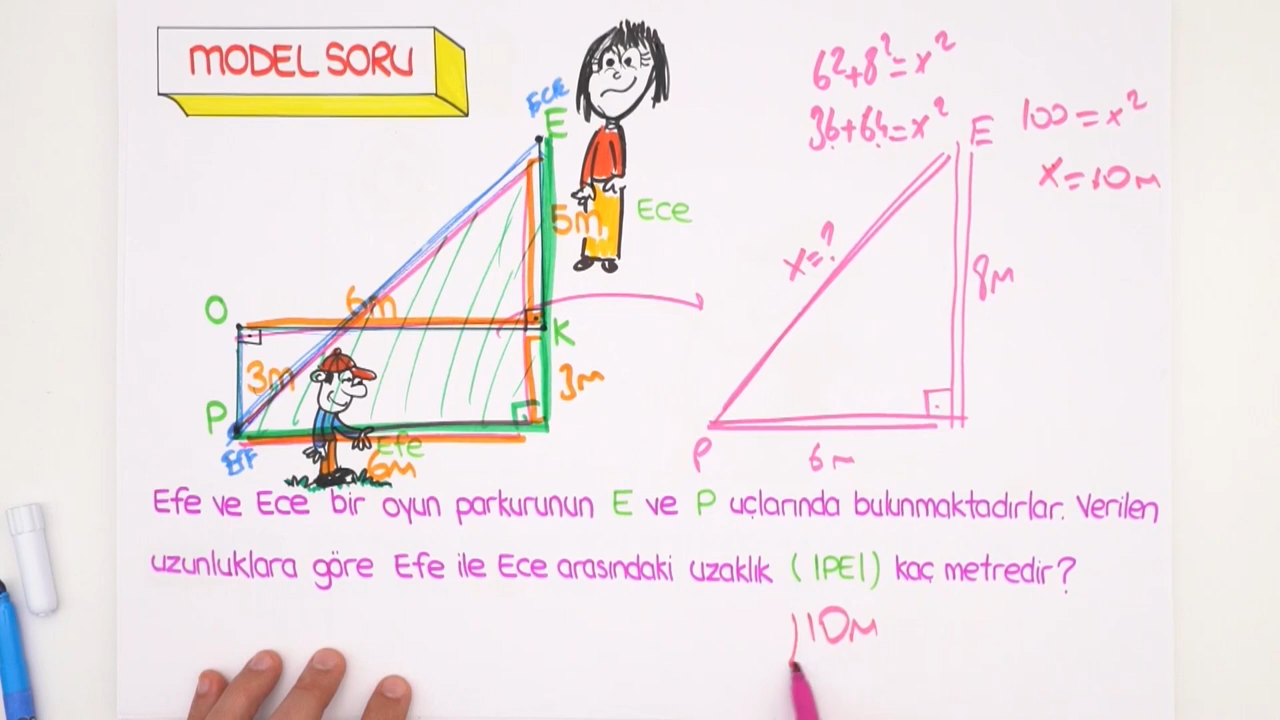 MODEL SORU
ECE
E
5m
Ece
O
6m
K
3m
3m
P
Efe
6m
6²+8²=x²
36+64=x²
100=x²
x=10m
E
x=?
8m
P
6m
Efe ve Ece bir oyun parkurunun E ve P uçlarında bulunmaktadırlar. Verilen
uzunluklara göre Efe ile Ece arasındaki uzaklık (|PE|) kaç metredir?
10m